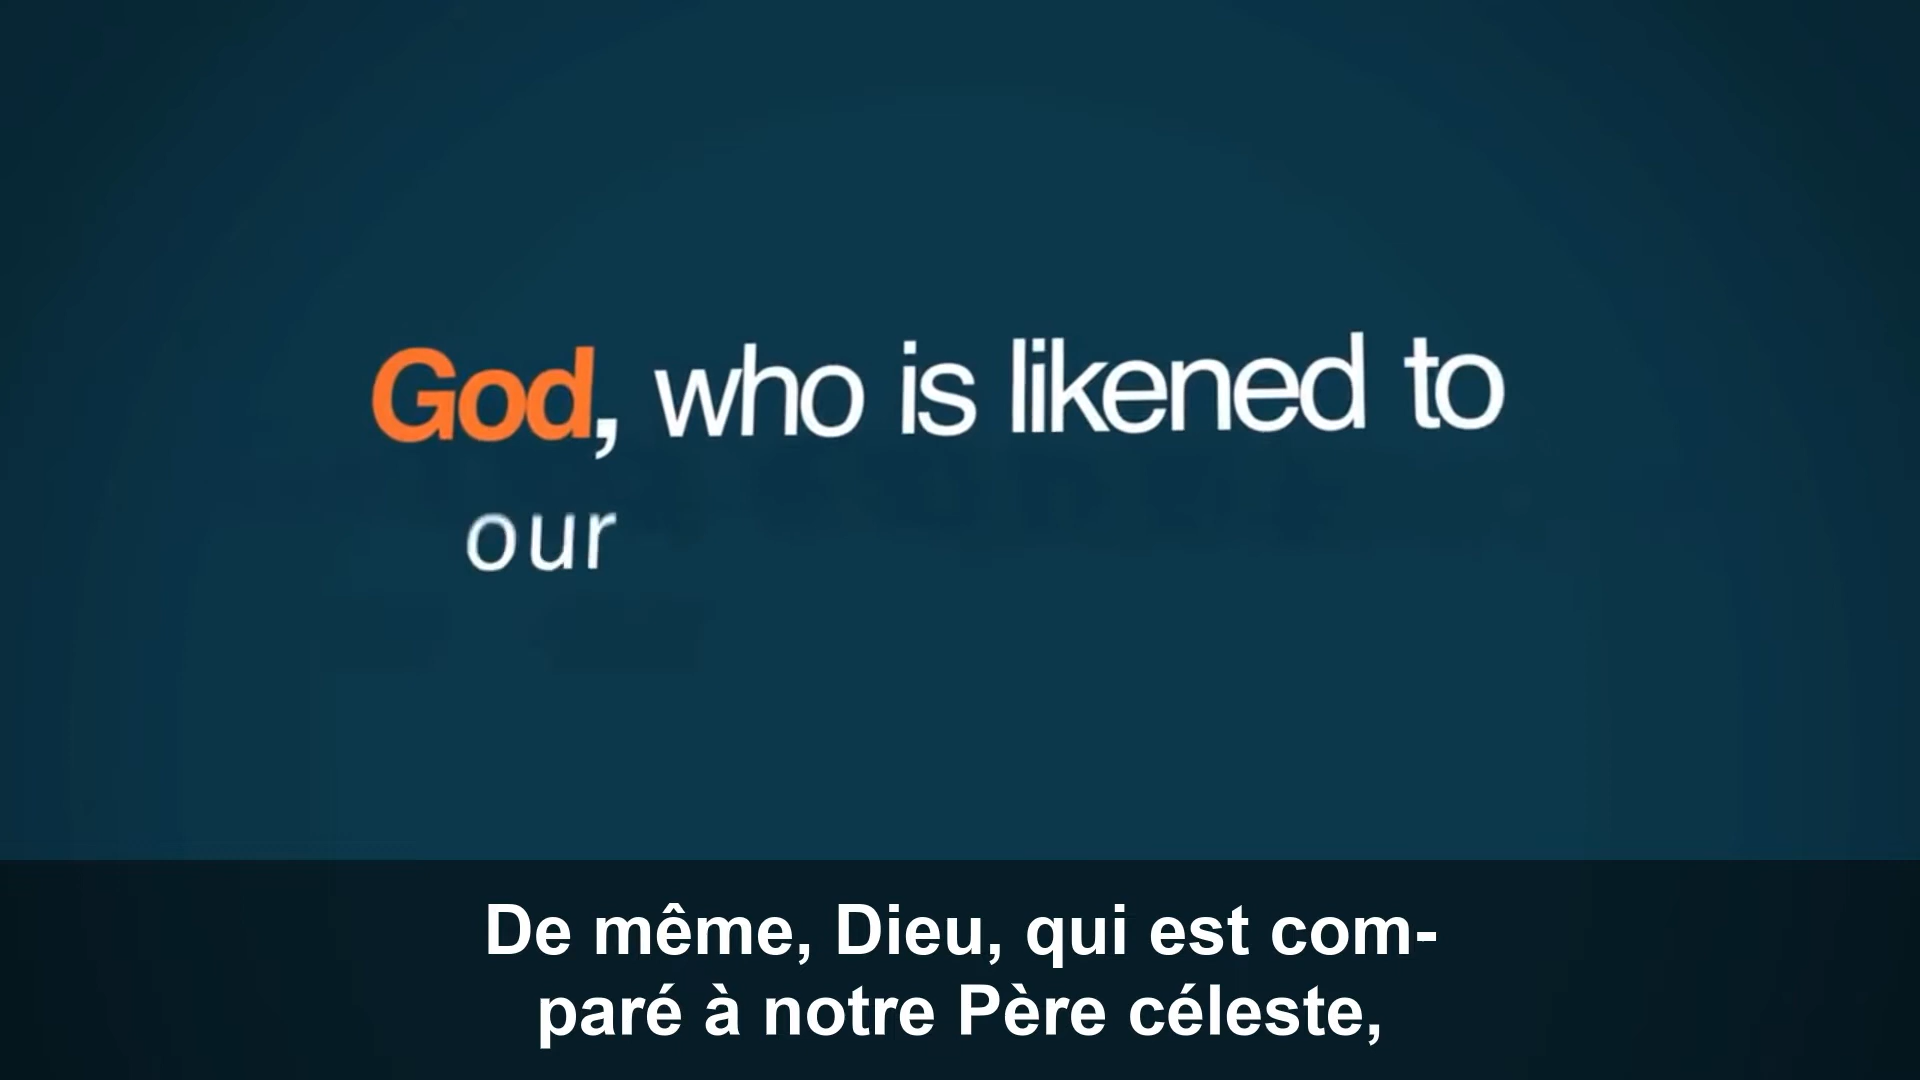 God, who is likened to
our
De même, Dieu, qui est com-
paré à notre Père céleste,